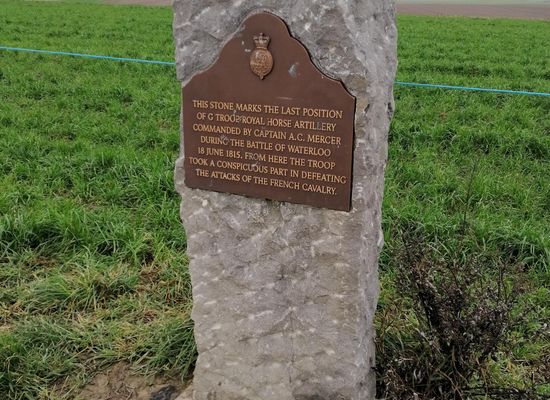 THIS STONE MARKS THE LAST POSITION
OF G TROOP ROYAL HORSE ARTILLERY
COMMANDED BY CAPTAIN A.C. MERCER
DURING THE BATTLE OF WATERLOO
18 JUNE 1815. FROM HERE THE TROOP
TOOK A CONSPICUOUS PART IN DEFEATING
THE ATTACKS OF THE FRENCH CAVALRY.